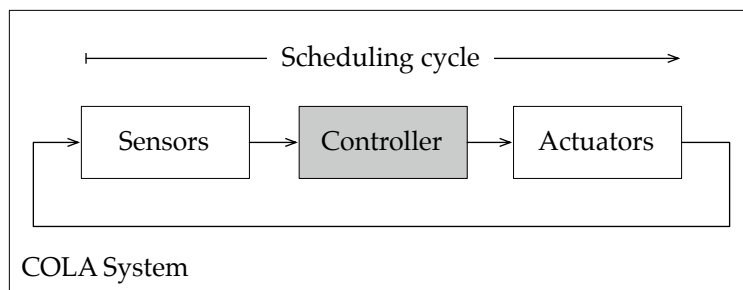 Scheduling cycle
Sensors
Controller
Actuators
COLA System